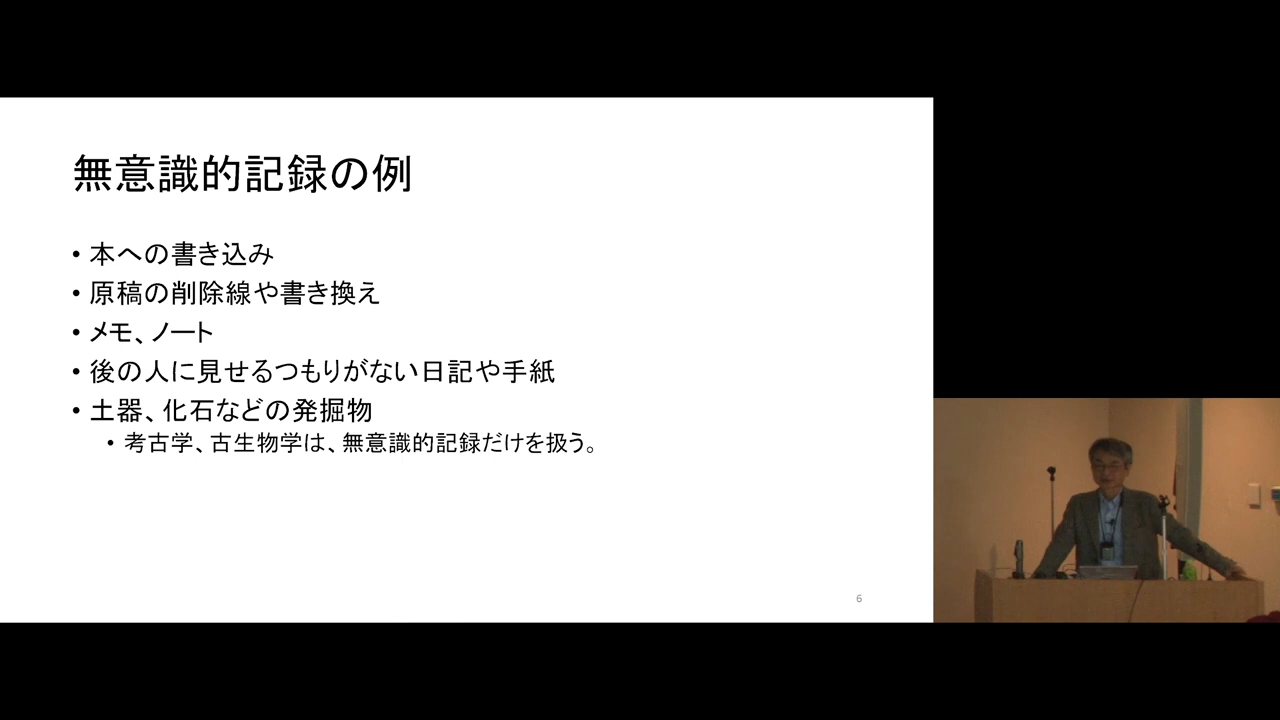 無意識的記録の例
• 本への書き込み
• 原稿の削除線や書き換え
• メモ、ノート
• 後の人に見せるつもりがない日記や手紙
• 土器、化石などの発掘物
• 考古学、古生物学は、無意識的記録だけを扱う。
6